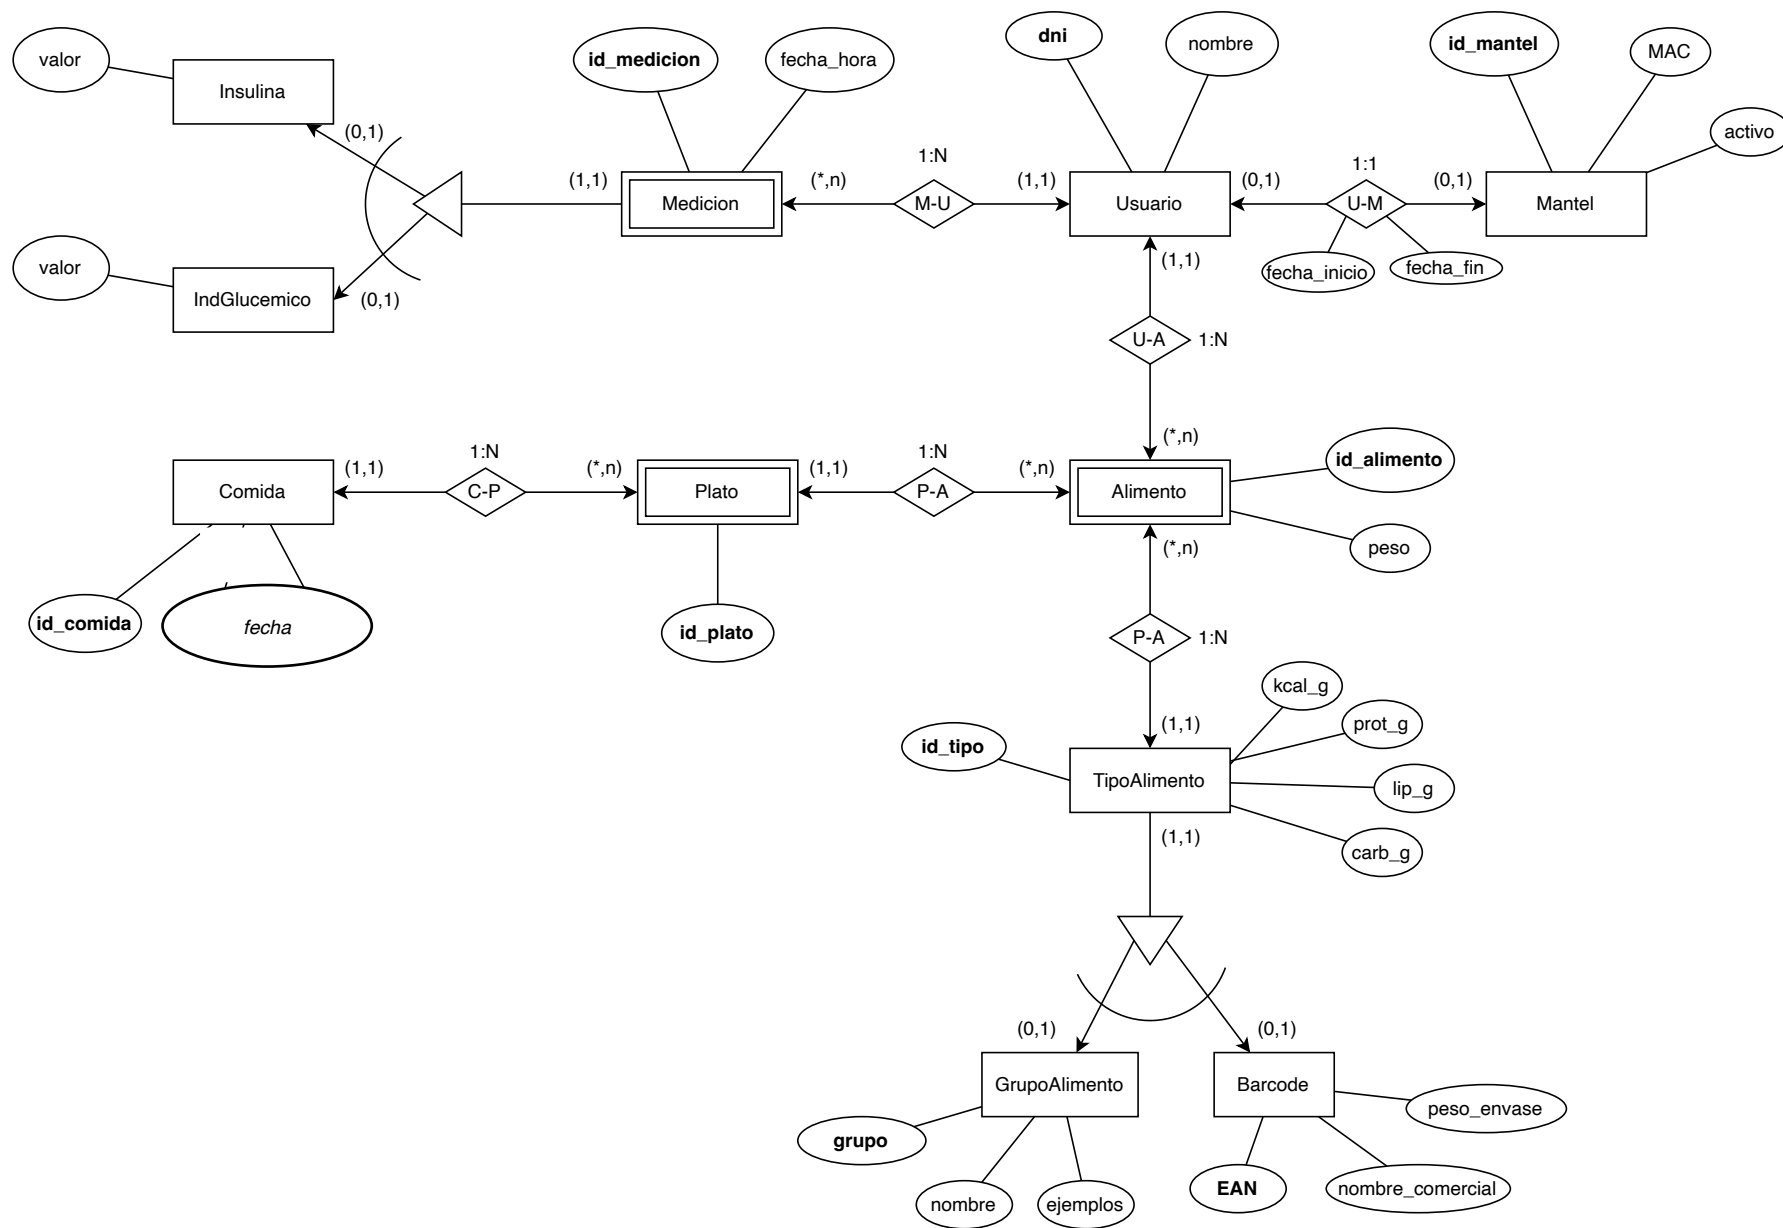 dni
nombre
id_mantel
MAC
valor
Insulina
id_medicion
fecha_hora
activo
(0,1)
1:N
1:1
(1,1)
(*,n)
(1,1)
(0,1)
(0,1)
Medicion
M-U
Usuario
U-M
Mantel
valor
IndGlucemico
(0,1)
(1,1)
fecha_inicio
fecha_fin
U-A
1:N
(*,n)
1:N
1:N
id_alimento
(1,1)
(*,n)
(1,1)
(*,n)
Comida
C-P
Plato
P-A
Alimento
(*,n)
peso
id_comida
fecha
id_plato
P-A
1:N
kcal_g
(1,1)
prot_g
id_tipo
TipoAlimento
lip_g
(1,1)
carb_g
(0,1)
(0,1)
GrupoAlimento
Barcode
peso_envase
grupo
nombre
ejemplos
EAN
nombre_comercial